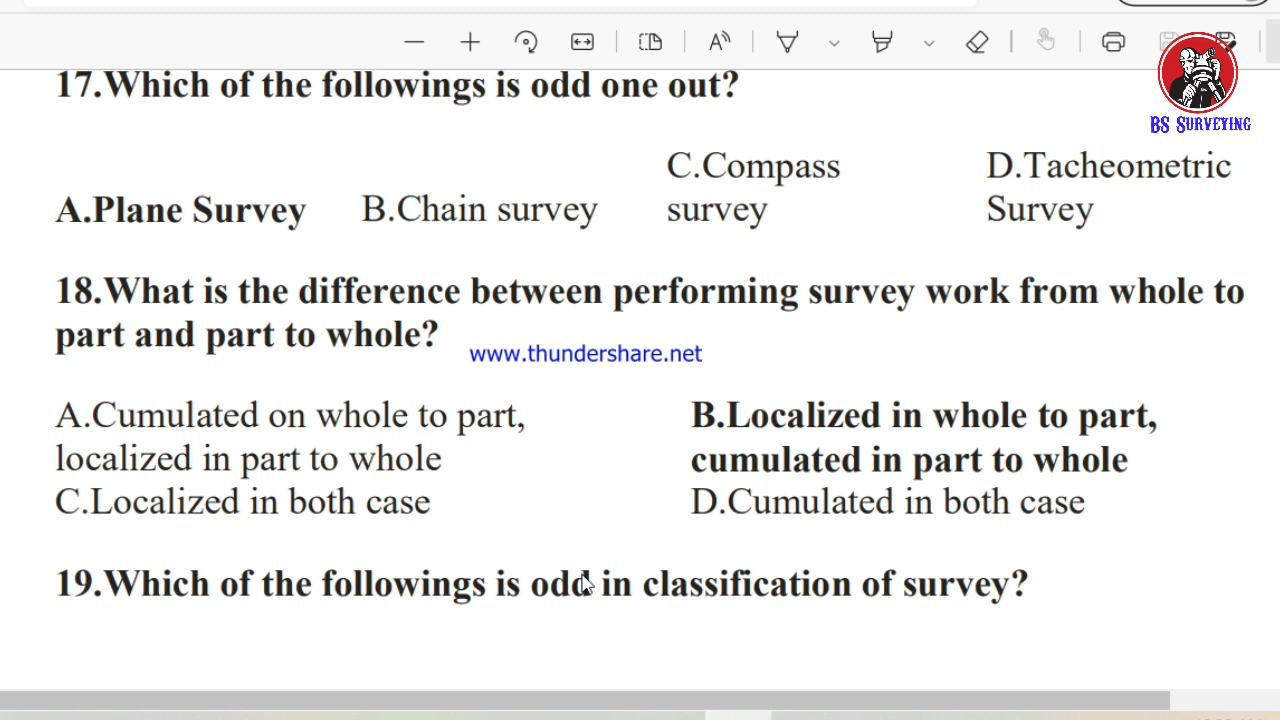 17.Which of the followings is odd one out?
BS SURVEYING
A.Plane Survey B.Chain survey C.Compass survey D.Tacheometric Survey
18.What is the difference between performing survey work from whole to
part and part to whole?
www.thundershare.net
A.Cumulated on whole to part, 
localized in part to whole
B.Localized in whole to part,
cumulated in part to whole
C.Localized in both case
D.Cumulated in both case
19.Which of the followings is odd in classification of survey?